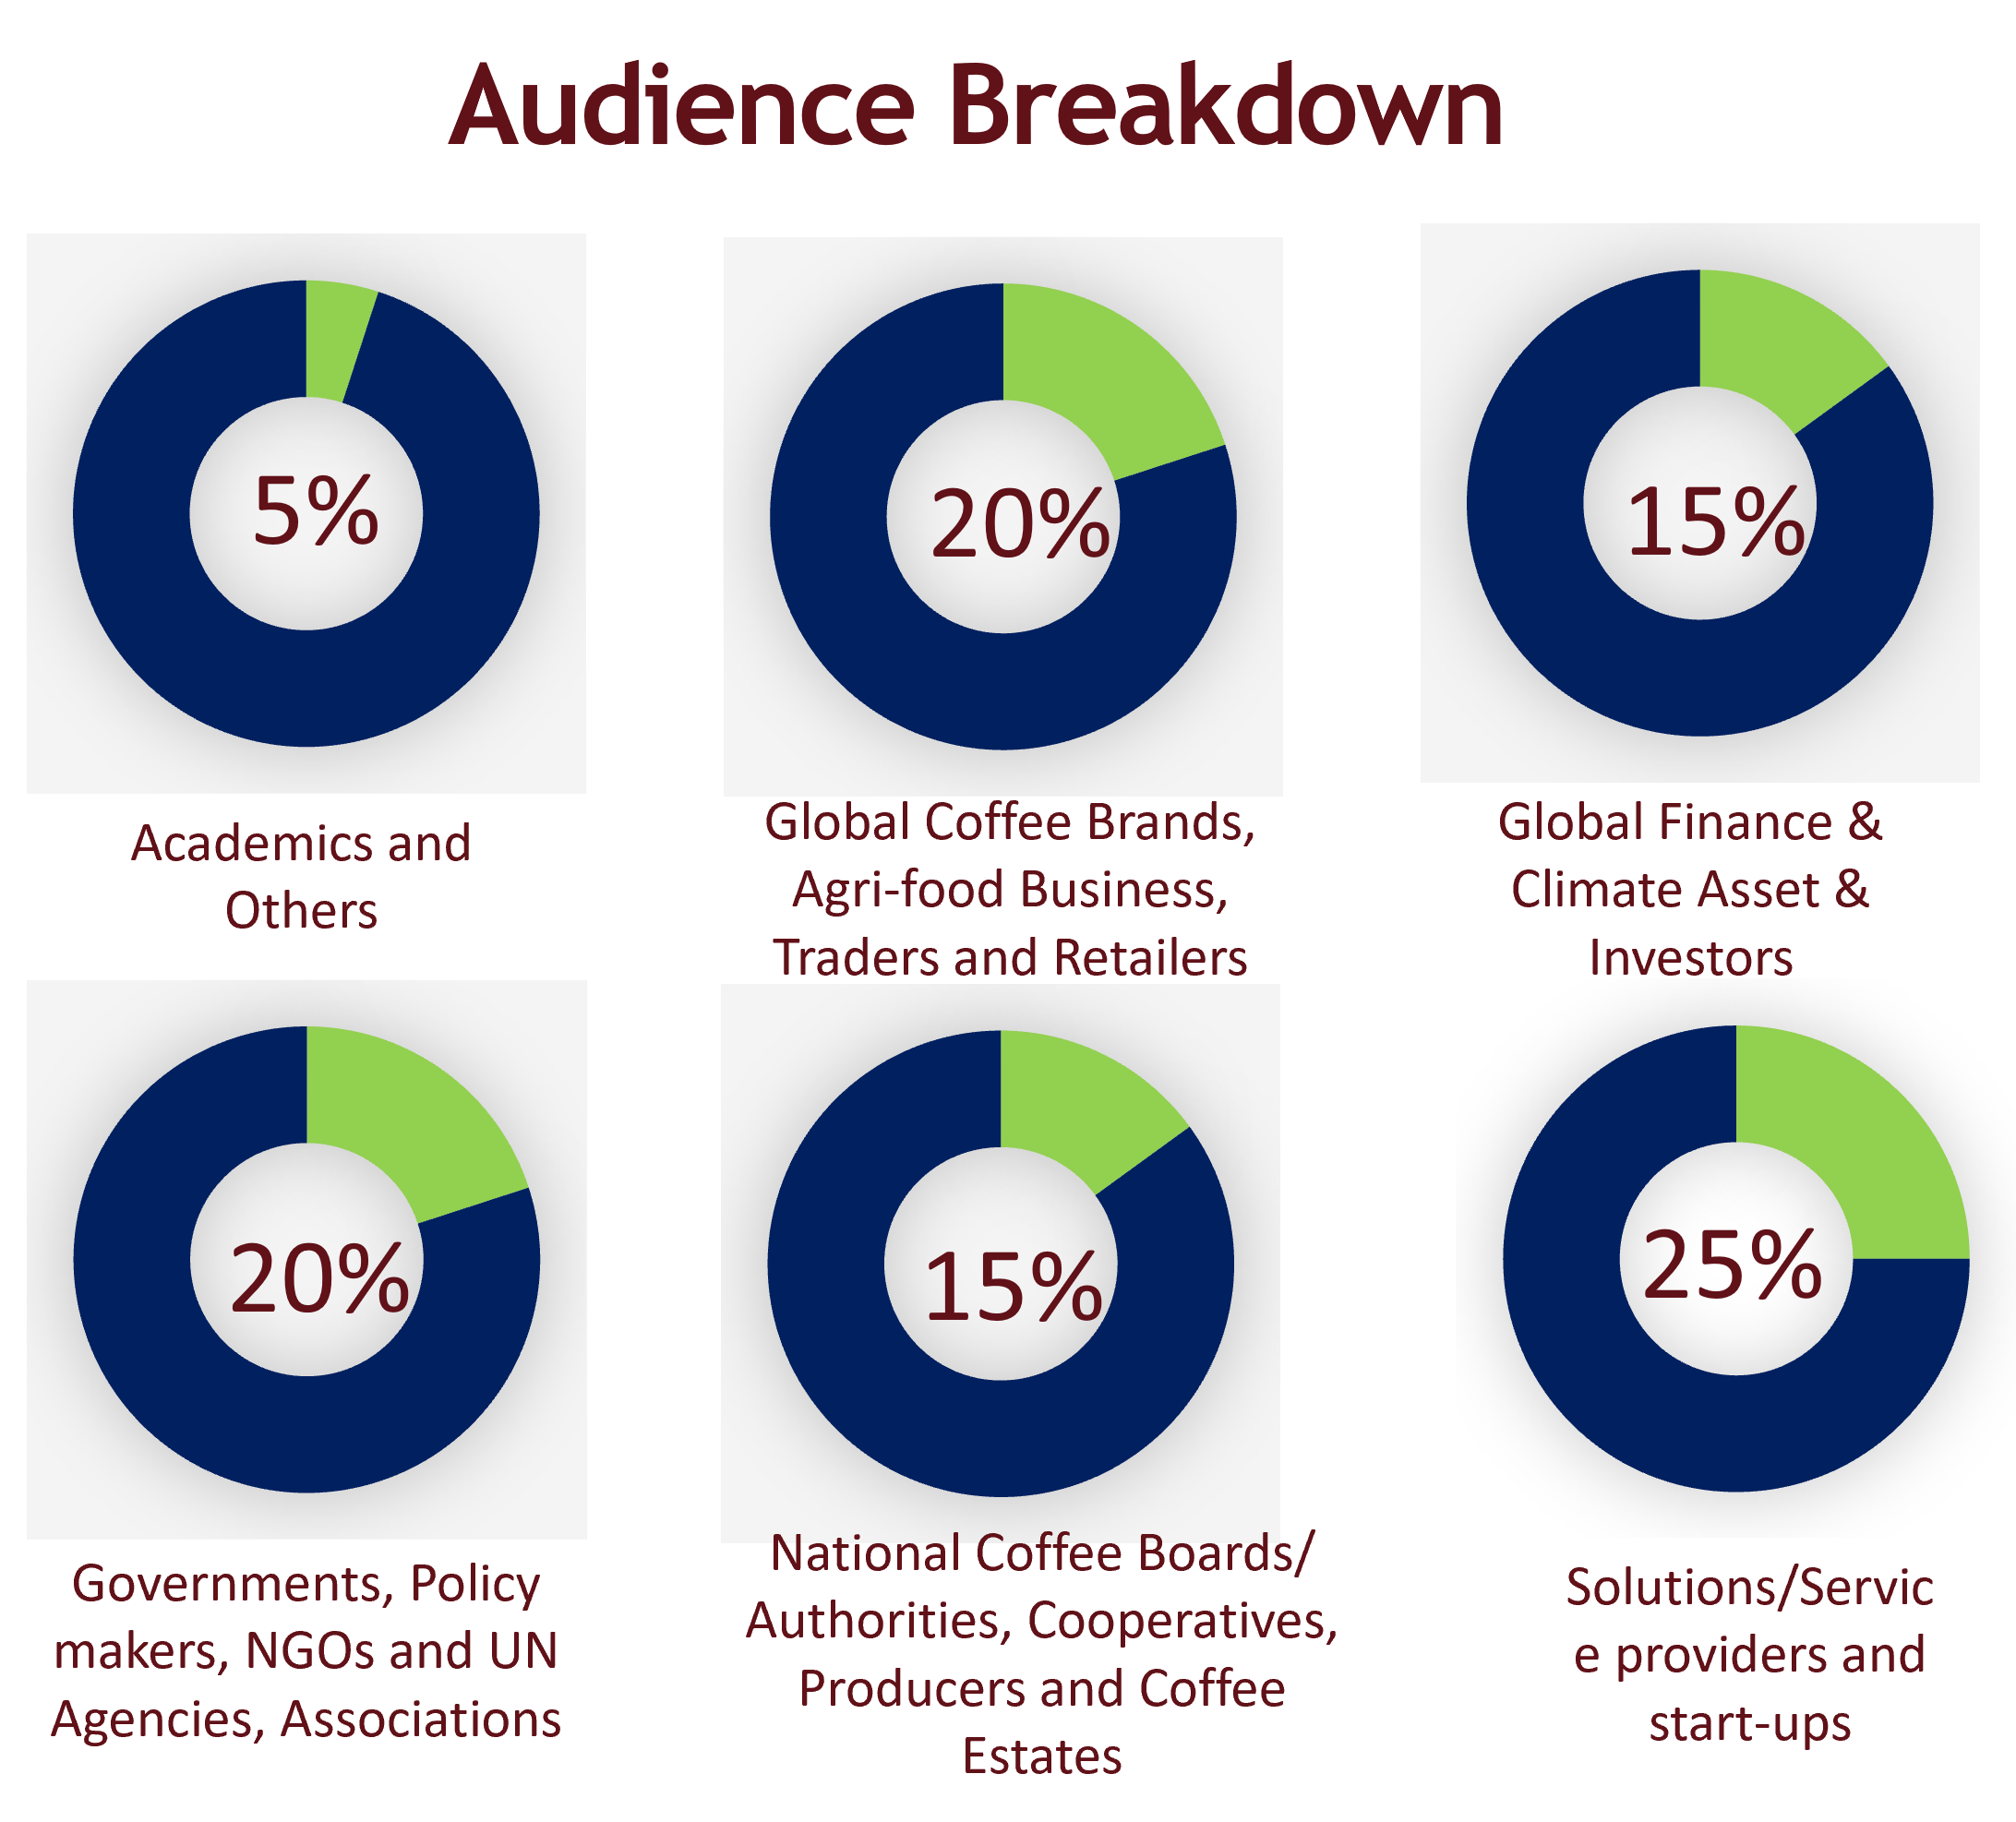 Audience Breakdown
5%
20%
15%
Academics and
Others
Global Coffee Brands,
Agri-food Business,
Traders and Retailers
Global Finance &
Climate Asset &
Investors
20%
15%
25%
Governments, Policy
makers, NGOs and UN
Agencies, Associations
National Coffee Boards/
Authorities, Cooperatives,
Producers and Coffee
Estates
Solutions/Servic
e providers and
start-ups